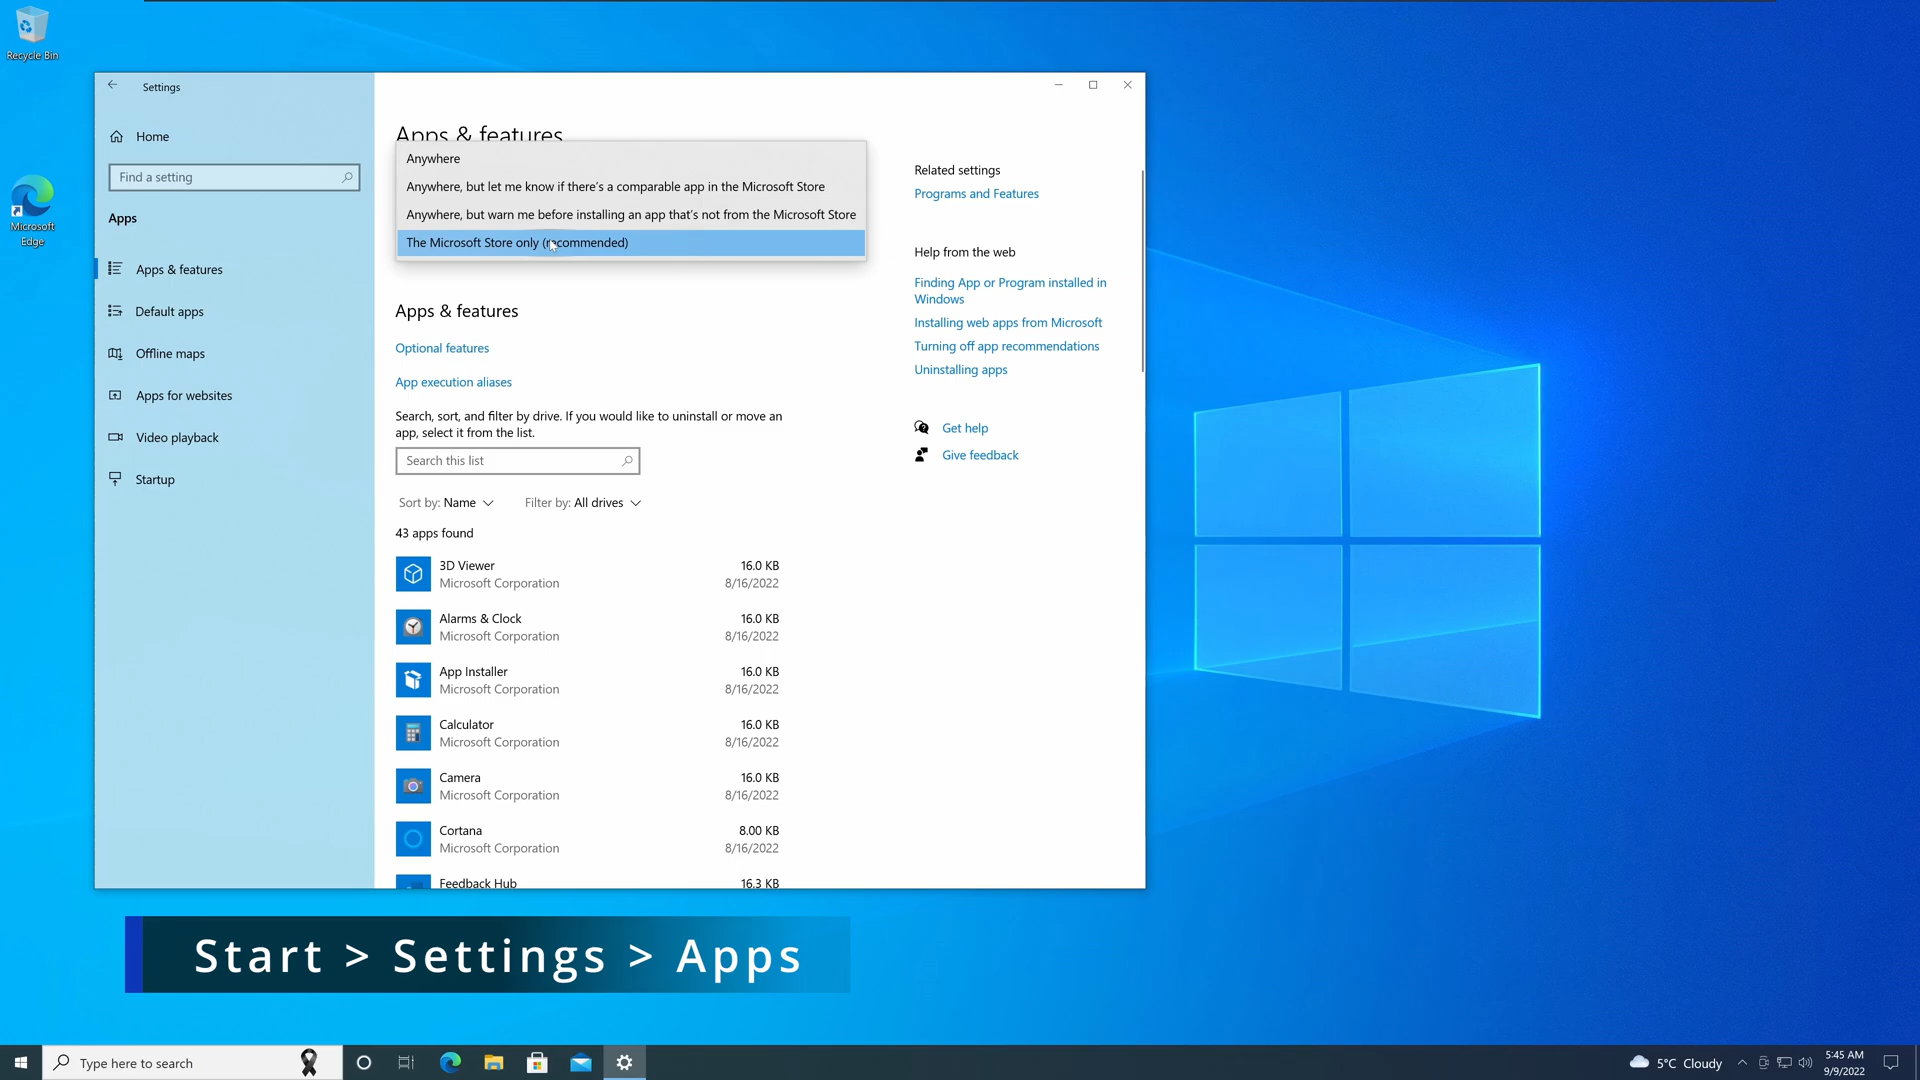 Recycle Bin
Microsoft
Edge
Settings
Home
Find a setting
Apps
Apps & features
Default apps
Offline maps
Apps for websites
Video playback
Startup
Apps & features
Anywhere
Anywhere, but let me know if there's a comparable app in the Microsoft Store
Anywhere, but warn me before installing an app that's not from the Microsoft Store
The Microsoft Store only (recommended)
Apps & features
Optional features
App execution aliases
Search, sort, and filter by drive. If you would like to uninstall or move an
app, select it from the list.
Search this list
Sort by: Name
Filter by: All drives
43 apps found
3D Viewer 16.0 KB
Microsoft Corporation 8/16/2022
Alarms & Clock 16.0 KB
Microsoft Corporation 8/16/2022
App Installer 16.0 KB
Microsoft Corporation 8/16/2022
Calculator 16.0 KB
Microsoft Corporation 8/16/2022
Camera 16.0 KB
Microsoft Corporation 8/16/2022
Cortana 8.00 KB
Microsoft Corporation 8/16/2022
Feedback Hub 16.3 KB
Related settings
Programs and Features
Help from the web
Finding App or Program installed in
Windows
Installing web apps from Microsoft
Turning off app recommendations
Uninstalling apps
Get help
Give feedback
Start > Settings > Apps
Type here to search
5°C Cloudy
5:45 AM
9/9/2022